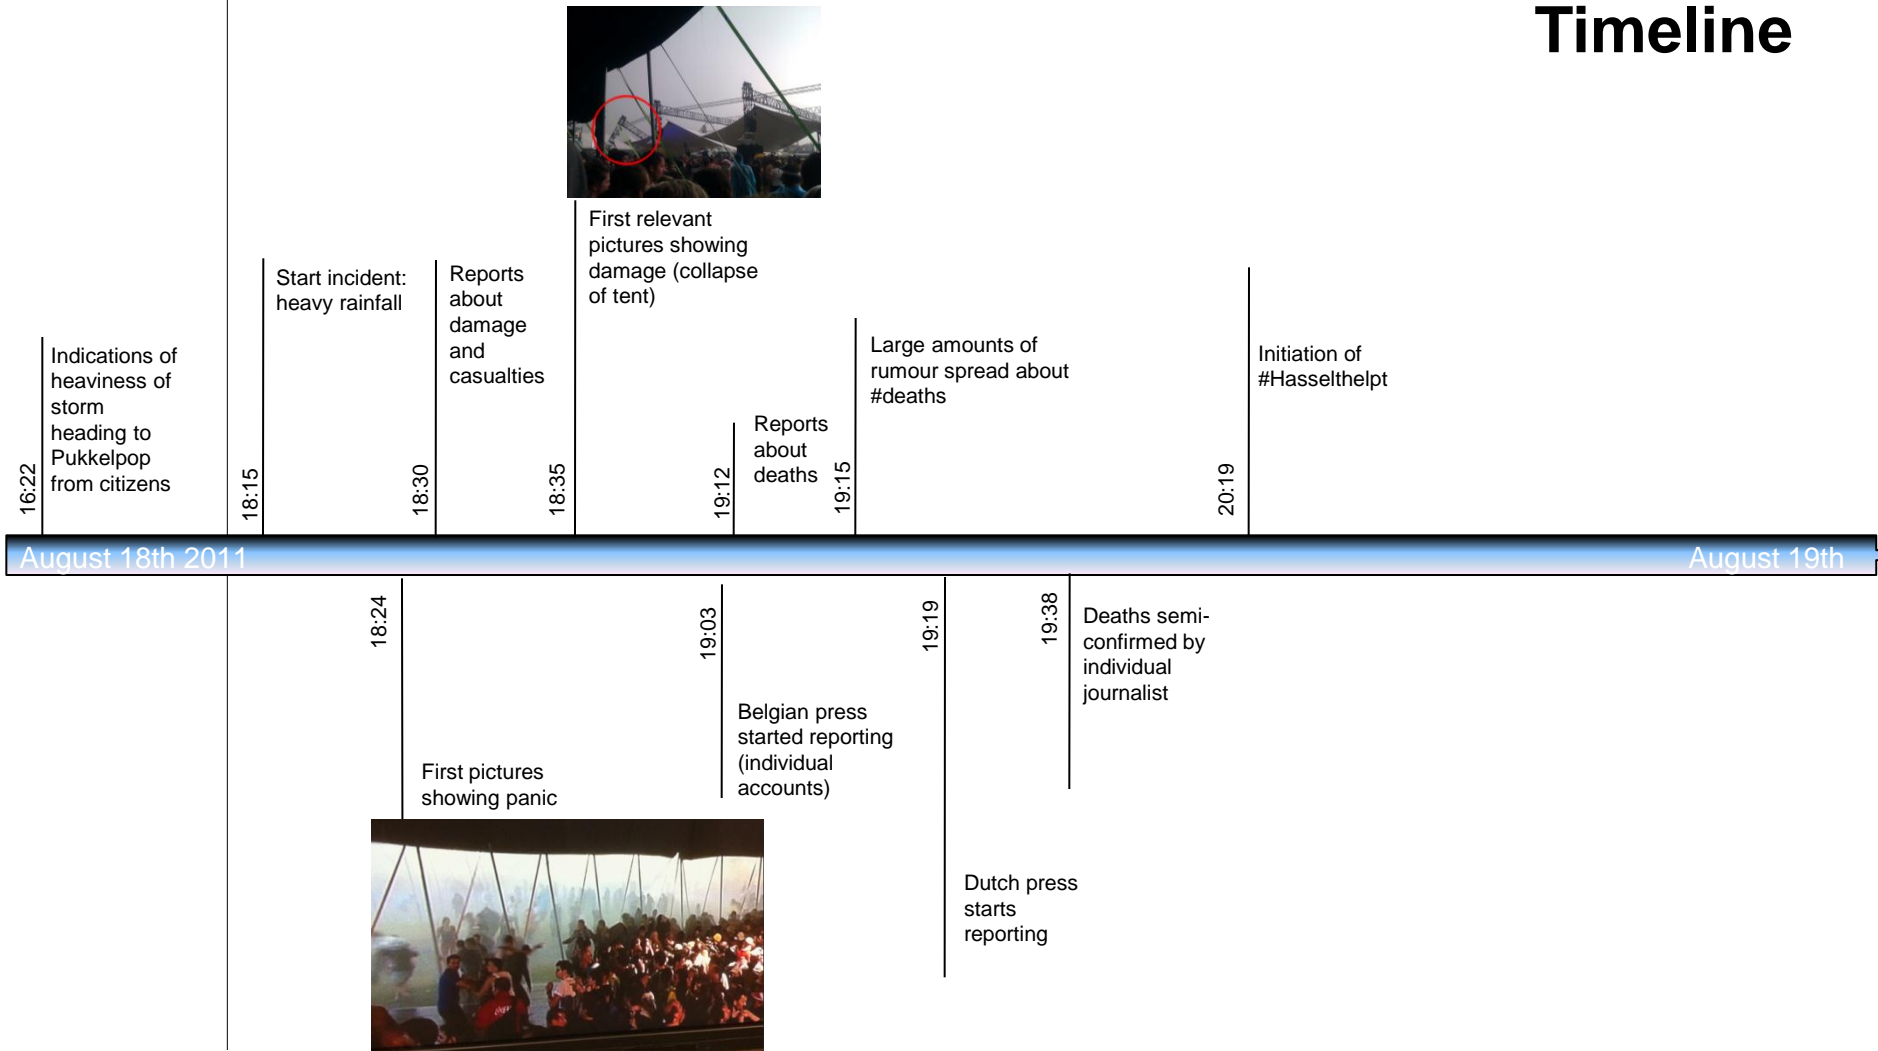 Timeline
First relevant
pictures showing
damage (collapse
of tent)
Start incident:
heavy rainfall
Reports
about
damage
and
casualties
Indications of
heaviness of
storm
heading to
Pukkelpop
from citizens
Large amounts of
rumour spread about
#deaths
Initiation of
#Hasselthelpt
Reports
about
deaths
16:22
18:15
18:30
18:35
19:12
19:15
20:19
August 18th 2011
August 19th
18:24
19:03
19:19
19:38
Deaths semi-
confirmed by
individual
journalist
Belgian press
started reporting
(individual
accounts)
First pictures
showing panic
Dutch press
starts
reporting